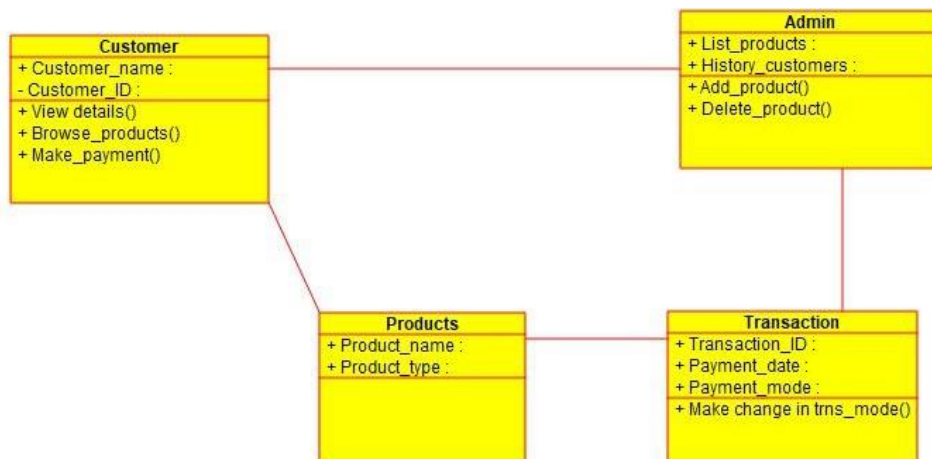 Customer
+ Customer_name :
- Customer_ID :
+ View details()
+ Browse_products()
+ Make_payment()
Admin
+ List_products :
+ History_customers :
+ Add_product()
+ Delete_product()
Products
+ Product_name :
+ Product_type :
Transaction
+ Transaction_ID :
+ Payment_date :
+ Payment_mode :
+ Make change in trns_mode()